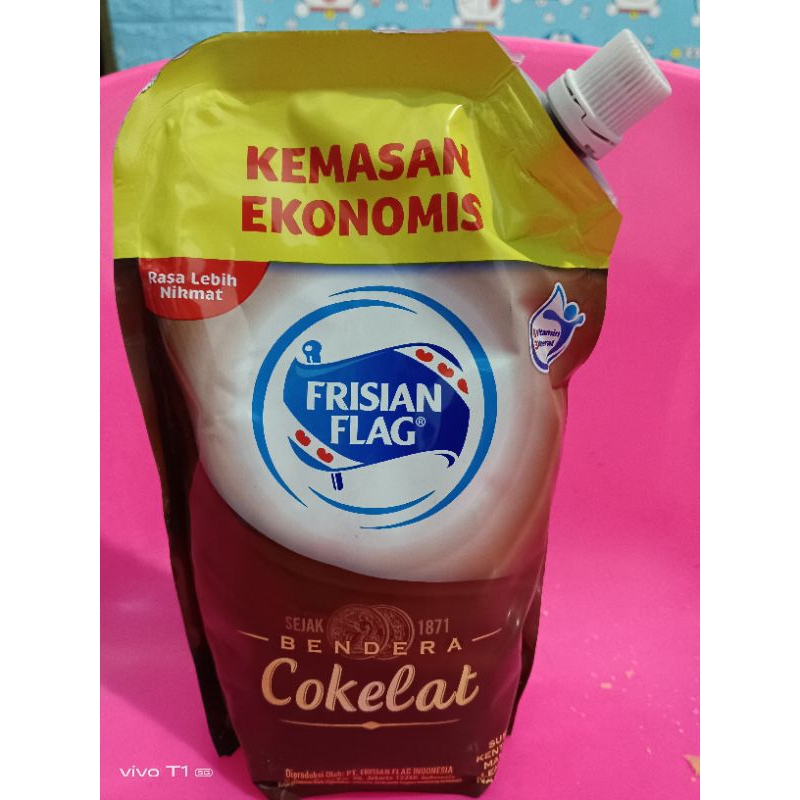 KEMASAN
EKONOMIS
Rasa Lebih
Nikmat
FRISIAN
FLAG®
SEJAK 1871
BENDERA
Cokelat
Diproduksi Oleh: PT. FRISIAN FLAG INDONESIA
vivo T1 5G